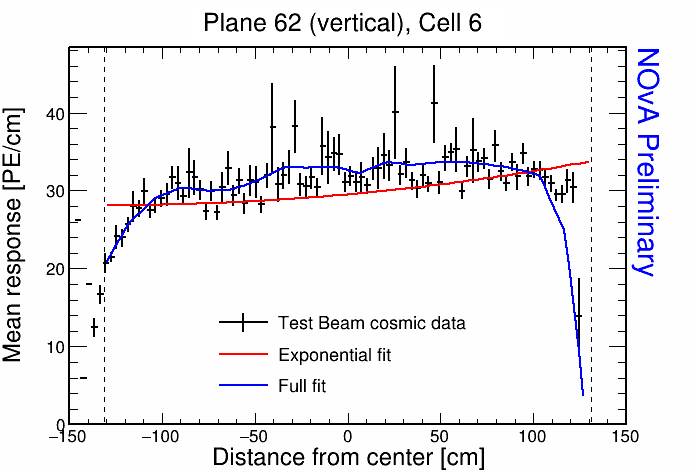 Plane 62 (vertical), Cell 6
NOvA Preliminary
Mean response [PE/cm]
40
30
20
10
0
Test Beam cosmic data
Exponential fit
Full fit
−150 −100 −50 0 50 100 150
Distance from center [cm]